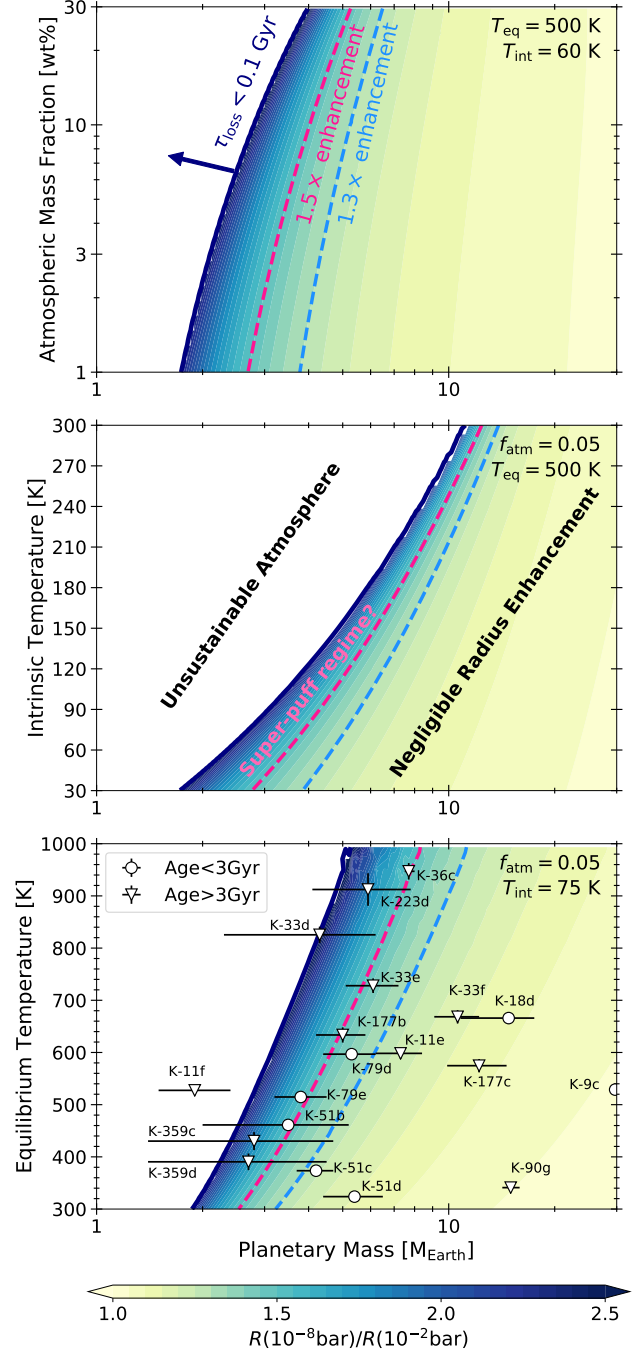 30
10
3
1
Atmospheric Mass Fraction [wt%]
τ_loss < 0.1 Gyr
1.5× enhancement
1.3× enhancement
T_eq = 500 K
T_int = 60 K
1
10
300
270
240
210
180
150
120
90
60
30
Intrinsic Temperature [K]
Unsustainable Atmosphere
Super-puff regime?
Negligible Radius Enhancement
f_atm = 0.05
T_eq = 500 K
1
10
1000
900
800
700
600
500
400
300
Equilibrium Temperature [K]
Age<3Gyr
Age>3Gyr
f_atm = 0.05
T_int = 75 K
K-36c
K-223d
K-33d
K-33e
K-33f
K-18d
K-177b
K-11e
K-79d
K-177c
K-11f
K-9c
K-79e
K-51b
K-359c
K-359d
K-51c
K-90g
K-51d
1
10
Planetary Mass [M_Earth]
1.0
1.5
2.0
2.5
R(10⁻⁸bar)/R(10⁻²bar)